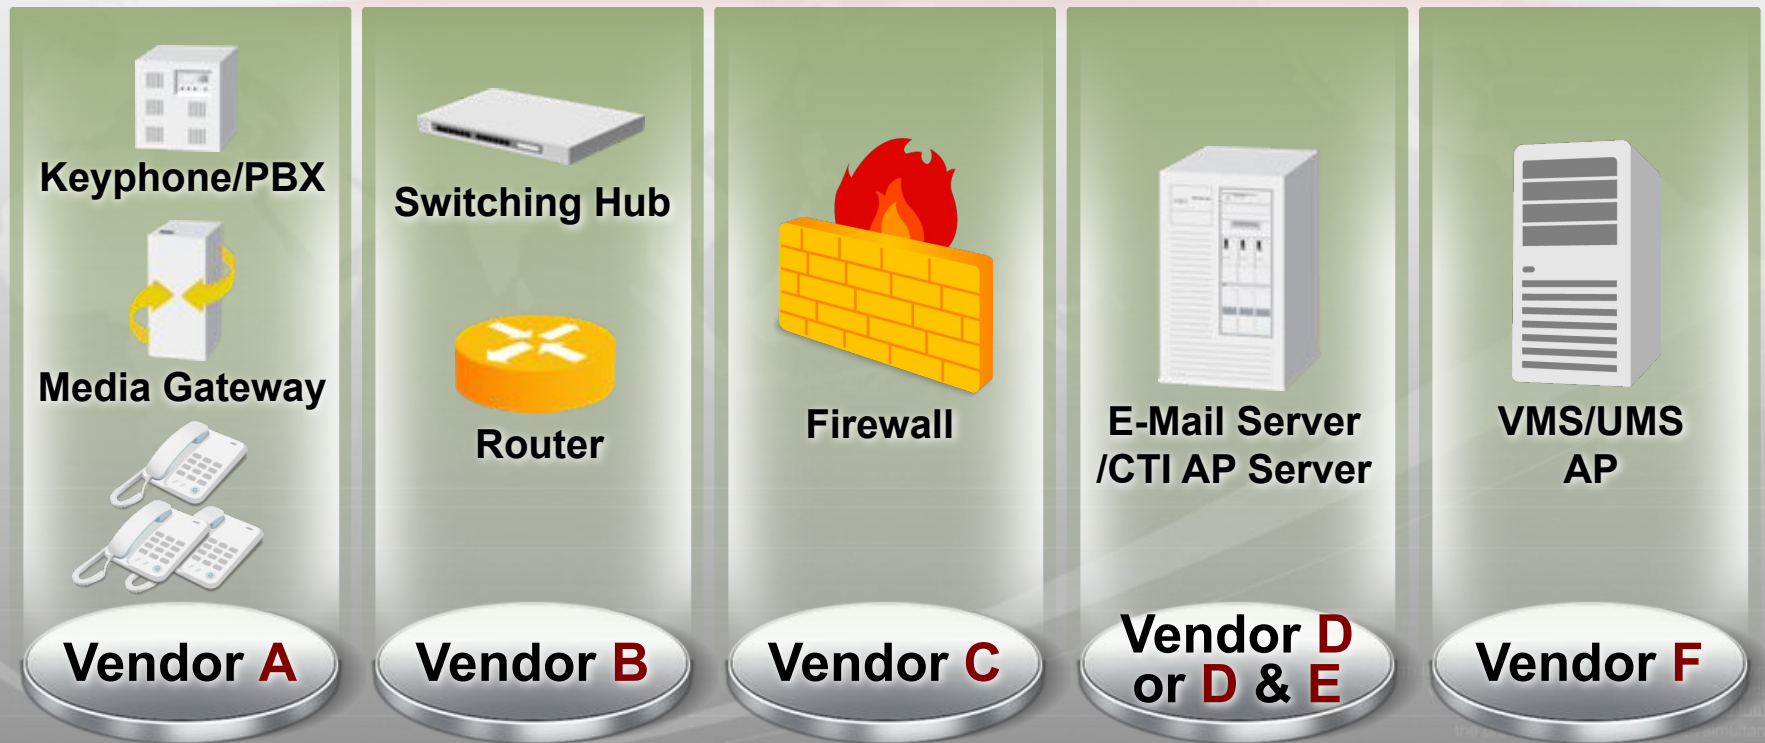 Keyphone/PBX
Media Gateway
Vendor A
Switching Hub
Router
Vendor B
Firewall
Vendor C
E-Mail Server
/CTI AP Server
Vendor D
or D & E
VMS/UMS
AP
Vendor F